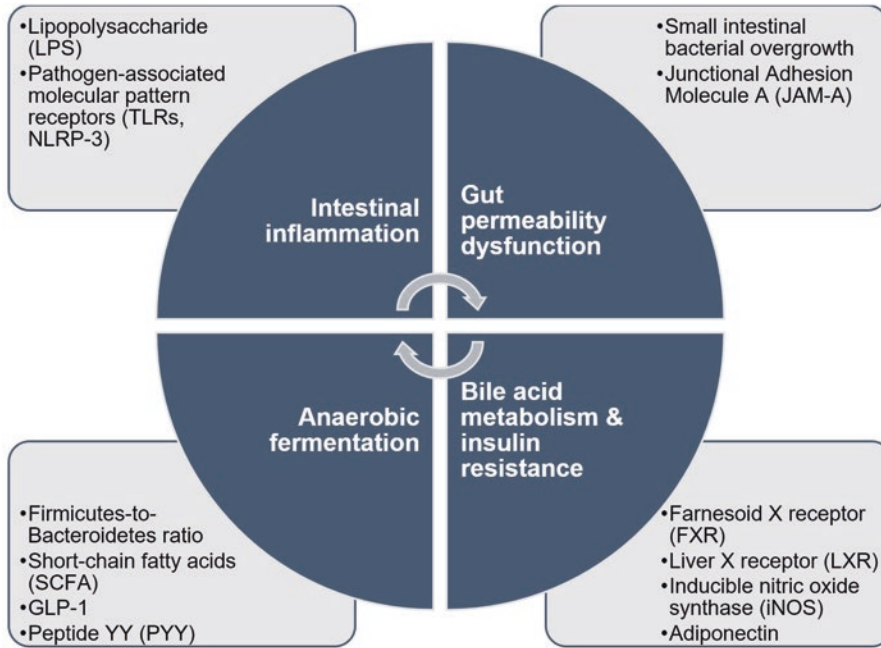 •Lipopolysaccharide
(LPS)
•Pathogen-associated
molecular pattern
receptors (TLRs,
NLRP-3)
•Small intestinal
bacterial overgrowth
•Junctional Adhesion
Molecule A (JAM-A)
Intestinal
inflammation
Gut
permeability
dysfunction
Anaerobic
fermentation
Bile acid
metabolism &
insulin
resistance
•Firmicutes-to-
Bacteroidetes ratio
•Short-chain fatty acids
(SCFA)
•GLP-1
•Peptide YY (PYY)
•Farnesoid X receptor
(FXR)
•Liver X receptor (LXR)
•Inducible nitric oxide
synthase (iNOS)
•Adiponectin